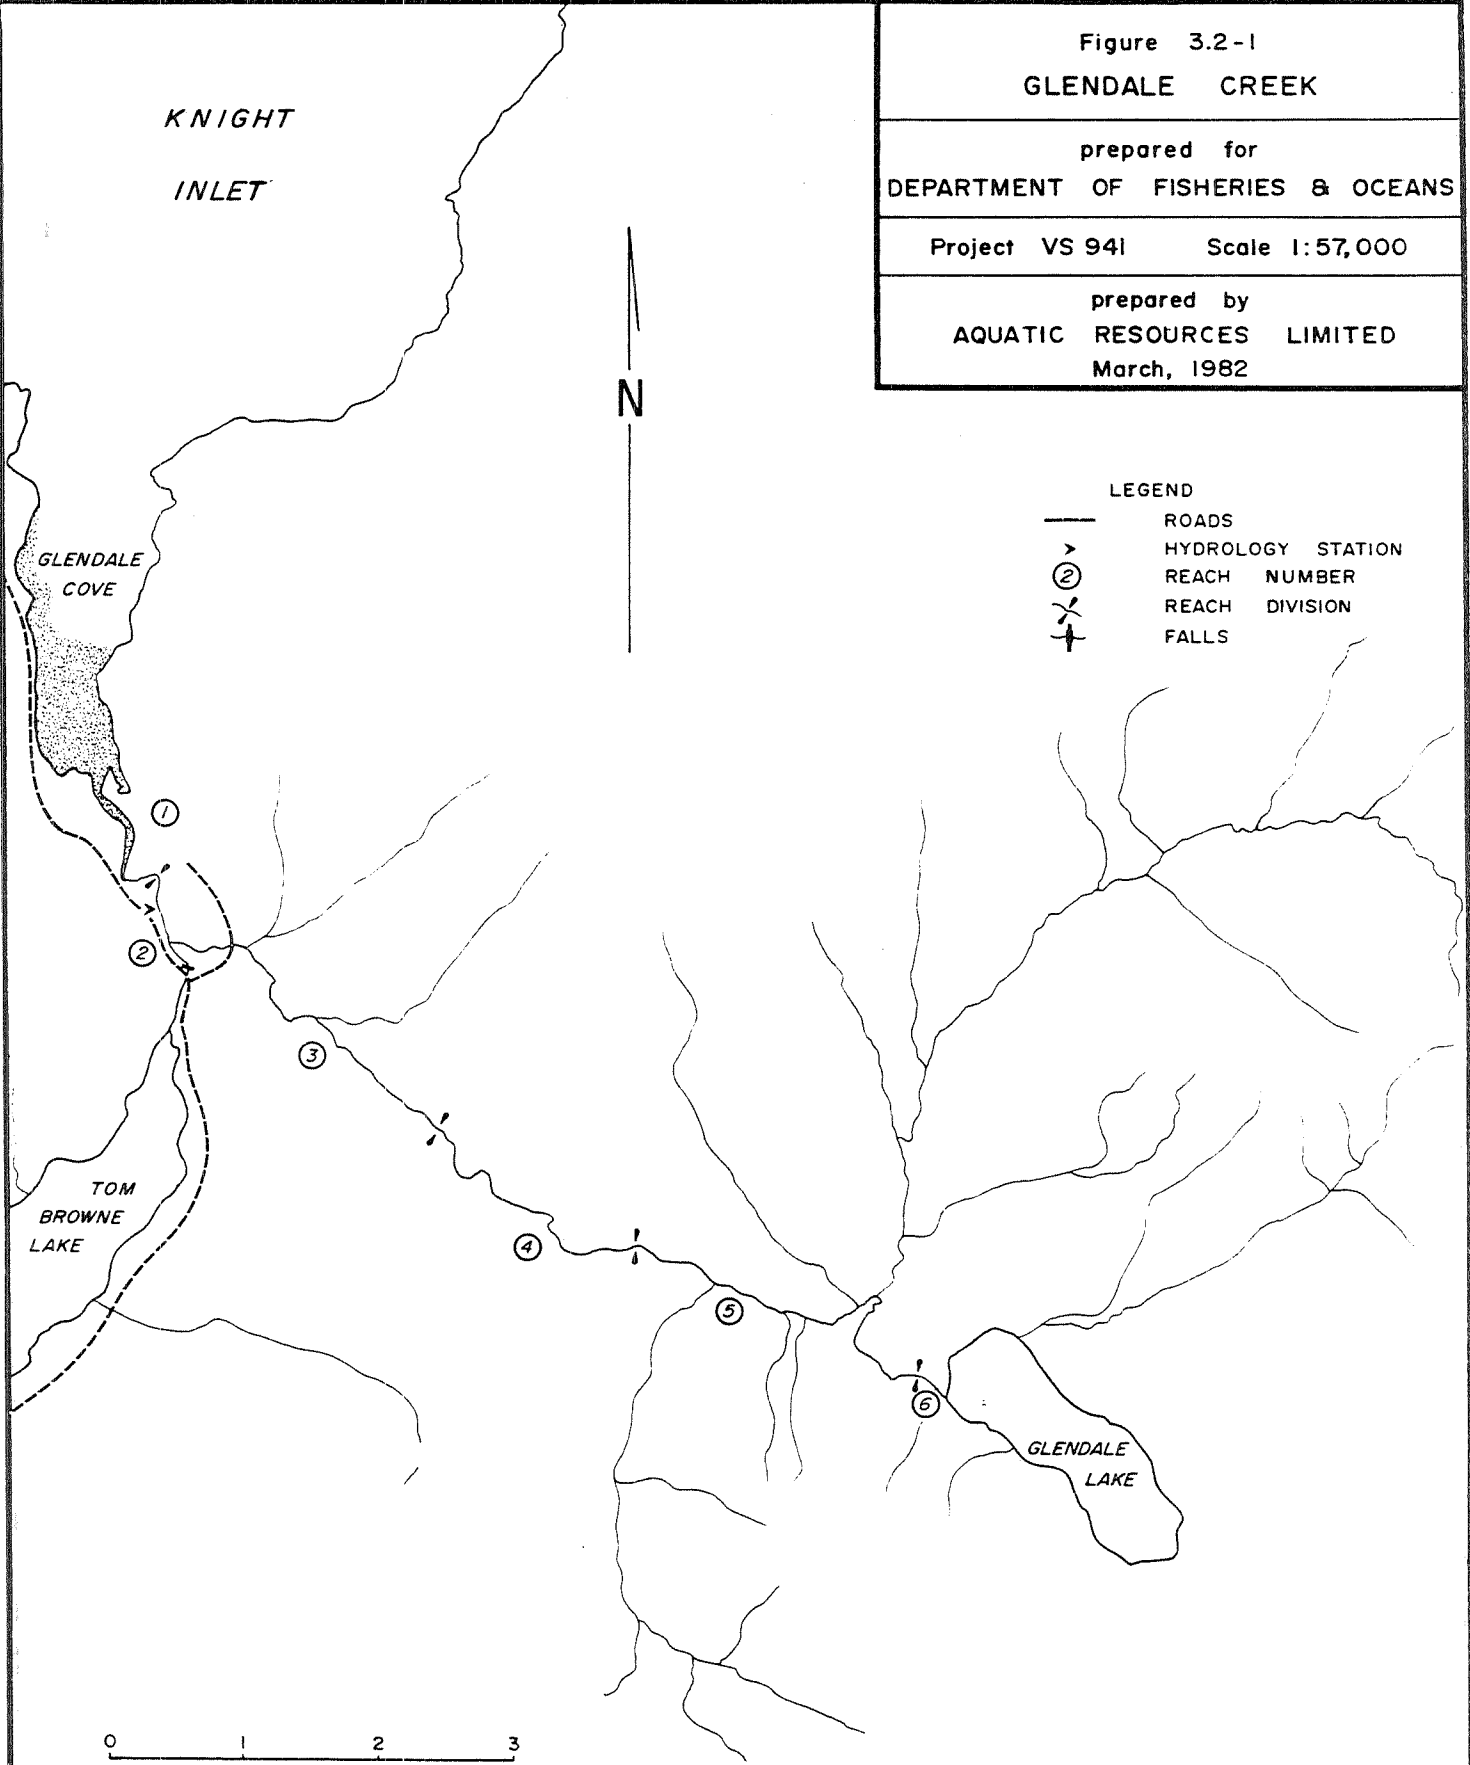 Figure 3.2-1
GLENDALE CREEK
prepared for
DEPARTMENT OF FISHERIES & OCEANS
Project VS 941 Scale 1:57,000
prepared by
AQUATIC RESOURCES LIMITED
March, 1982
KNIGHT
INLET
N
LEGEND
ROADS
HYDROLOGY STATION
2 REACH NUMBER
REACH DIVISION
FALLS
GLENDALE
COVE
1
2
3
TOM
BROWNE
LAKE
4
5
6
GLENDALE
LAKE
0 1 2 3